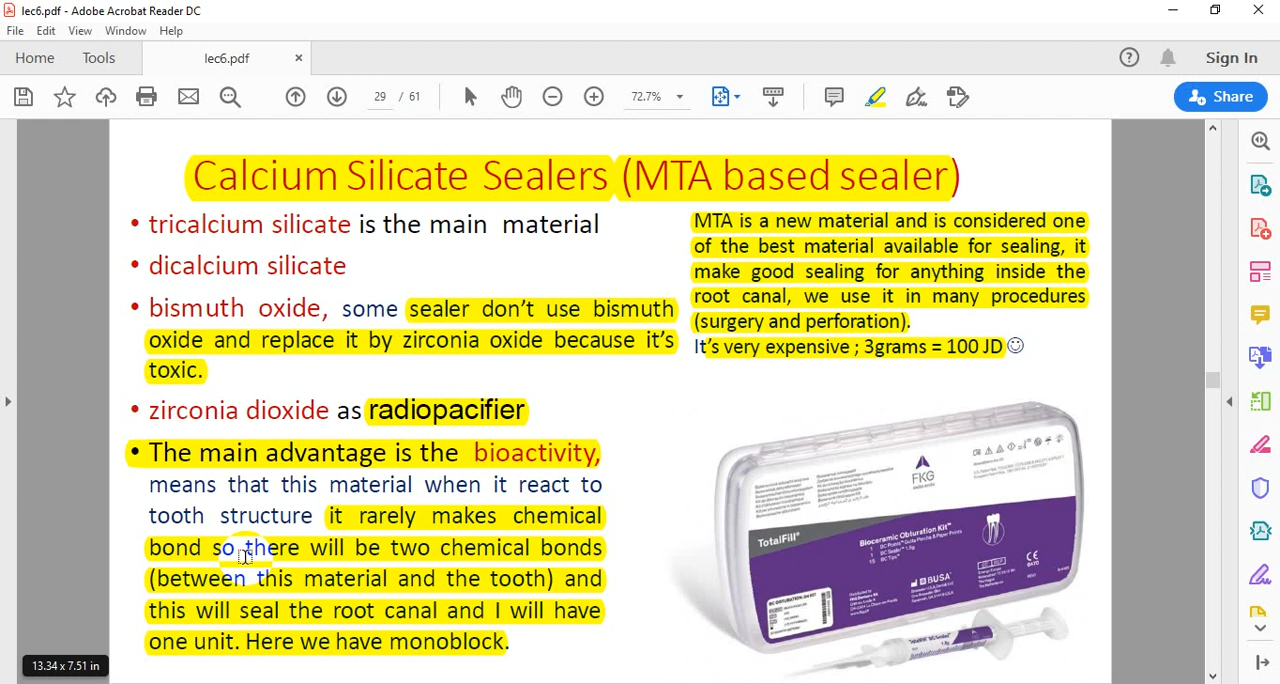 lec6.pdf - Adobe Acrobat Reader DC
File Edit View Window Help
Home Tools lec6.pdf × Sign In
29 / 61 72.7% Share
Calcium Silicate Sealers (MTA based sealer)
• tricalcium silicate is the main material
• dicalcium silicate
• bismuth oxide, some sealer don't use bismuth
oxide and replace it by zirconia oxide because it's
toxic.
• zirconia dioxide as radiopacifier
• The main advantage is the bioactivity,
means that this material when it react to
tooth structure it rarely makes chemical
bond so there will be two chemical bonds
(between this material and the tooth) and
this will seal the root canal and I will have
one unit. Here we have monoblock.
MTA is a new material and is considered one
of the best material available for sealing, it
make good sealing for anything inside the
root canal, we use it in many procedures
(surgery and perforation).
It's very expensive ; 3grams = 100 JD ☺
FKG
TotalFill®
Bioceramic Obturation Kit™
BUSA
CE
0470
13.34 x 7.51 in